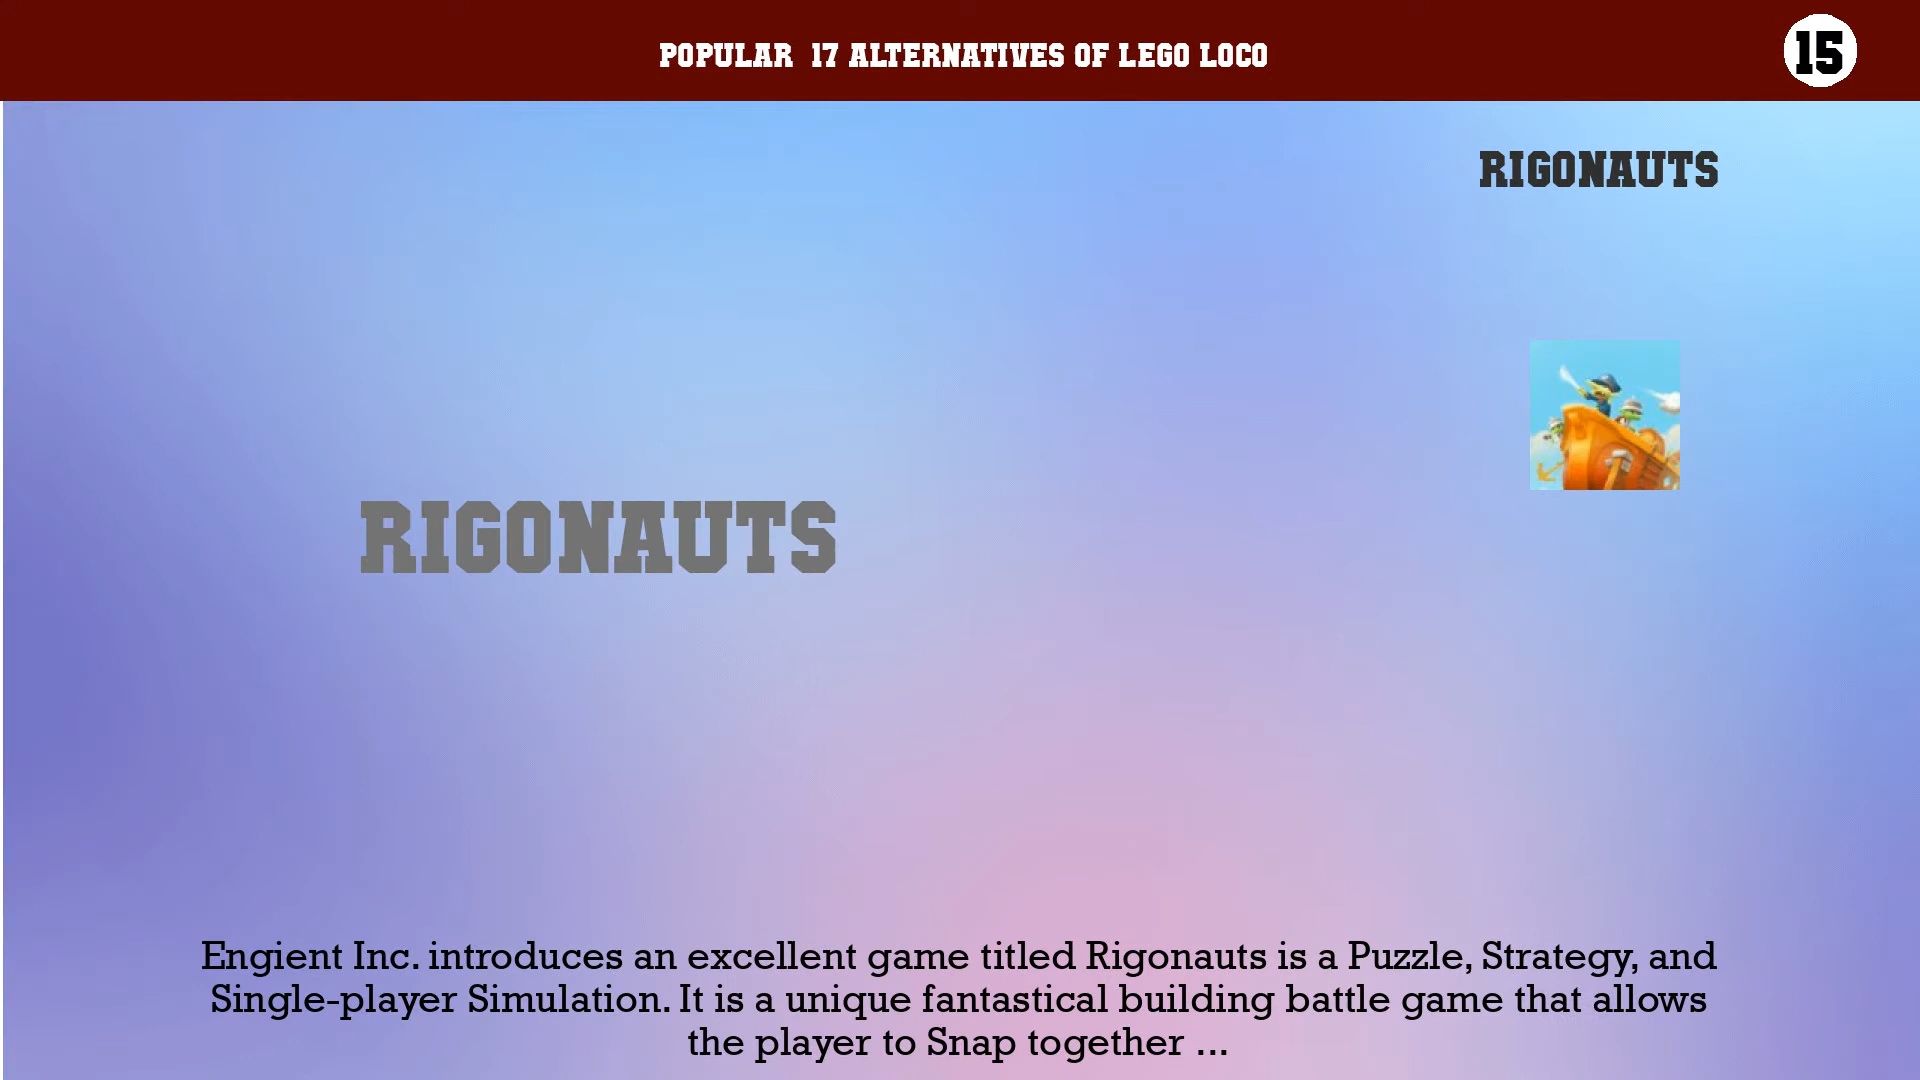 POPULAR 17 ALTERNATIVES OF LEGO LOCO
15
RIGONAUTS
RIGONAUTS
Engient Inc. introduces an excellent game titled Rigonauts is a Puzzle, Strategy, and
Single-player Simulation. It is a unique fantastical building battle game that allows
the player to Snap together ...